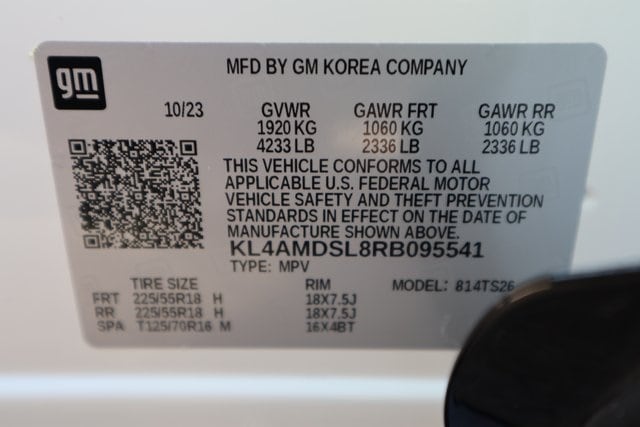 gm
MFD BY GM KOREA COMPANY
10/23 GVWR GAWR FRT GAWR RR
1920 KG 1060 KG 1060 KG
4233 LB 2336 LB 2336 LB
THIS VEHICLE CONFORMS TO ALL
APPLICABLE U.S. FEDERAL MOTOR
VEHICLE SAFETY AND THEFT PREVENTION
STANDARDS IN EFFECT ON THE DATE OF
MANUFACTURE SHOWN ABOVE.
KL4AMDSL8RB095541
TYPE: MPV
TIRE SIZE RIM MODEL: 814TS26
FRT 225/55R18 H 18X7.5J
RR 225/55R18 H 18X7.5J
SPA T125/70R16 M 16X4BT